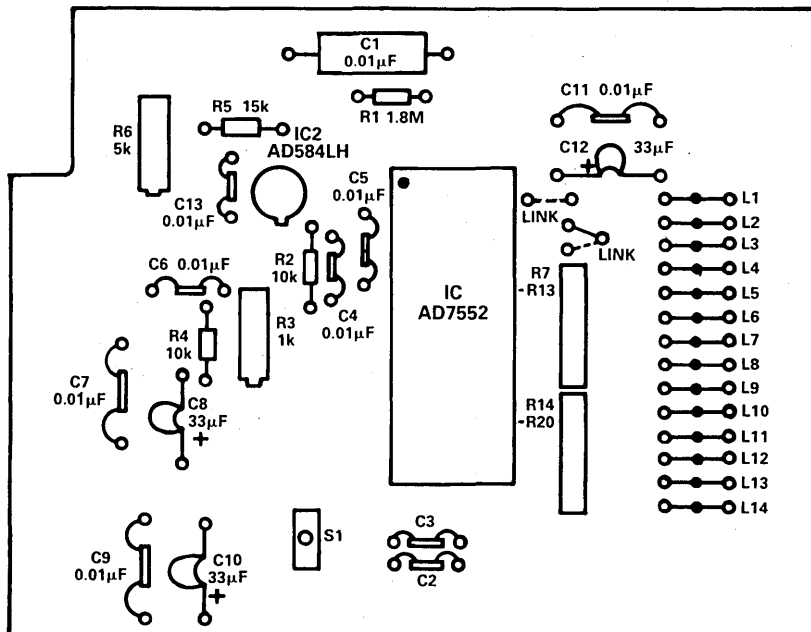 C1
0.01μF
R1 1.8M
C11 0.01μF
R5 15k
R6
5k
IC2
AD584LH
C12
33μF
+
C5
0.01μF
C13
0.01μF
LINK
LINK
L1
L2
L3
L4
L5
L6
L7
L8
L9
L10
L11
L12
L13
L14
C6 0.01μF
R2
10k
R3
1k
C4
0.01μF
R4
10k
IC
AD7552
R7
-R13
R14
-R20
C7
0.01μF
C8
33μF
+
S1
C3
C2
C9
0.01μF
C10
33μF
+